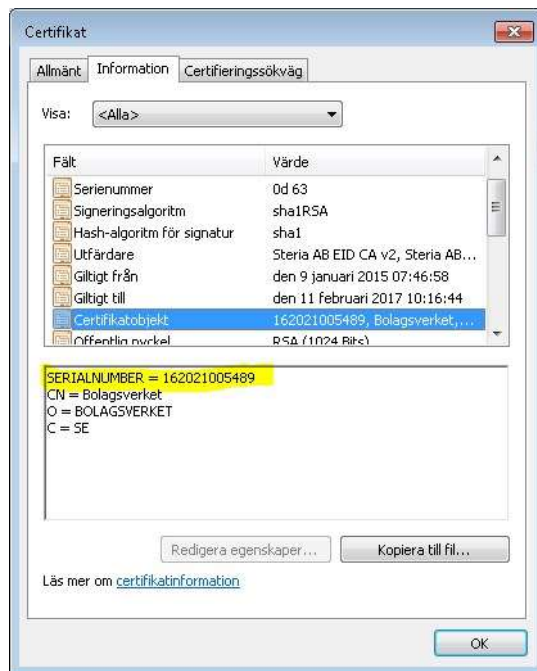 Certifikat
Allmänt Information Certifieringssökväg
Visa: <Alla>
Fält Värde
Serienummer 0d 63
Signeringsalgoritm sha1RSA
Hash-algoritm för signatur sha1
Utfärdare Steria AB EID CA v2, Steria AB...
Giltigt från den 9 januari 2015 07:46:58
Giltigt till den 11 februari 2017 10:16:44
Certifikatobjekt 162021005489, Bolagsverket,...
Offentlig nyckel RSA (1024 Bits)
SERIALNUMBER = 162021005489
CN = Bolagsverket
O = BOLAGSVERKET
C = SE
Redigera egenskaper... Kopiera till fil...
Läs mer om certifikatinformation
OK